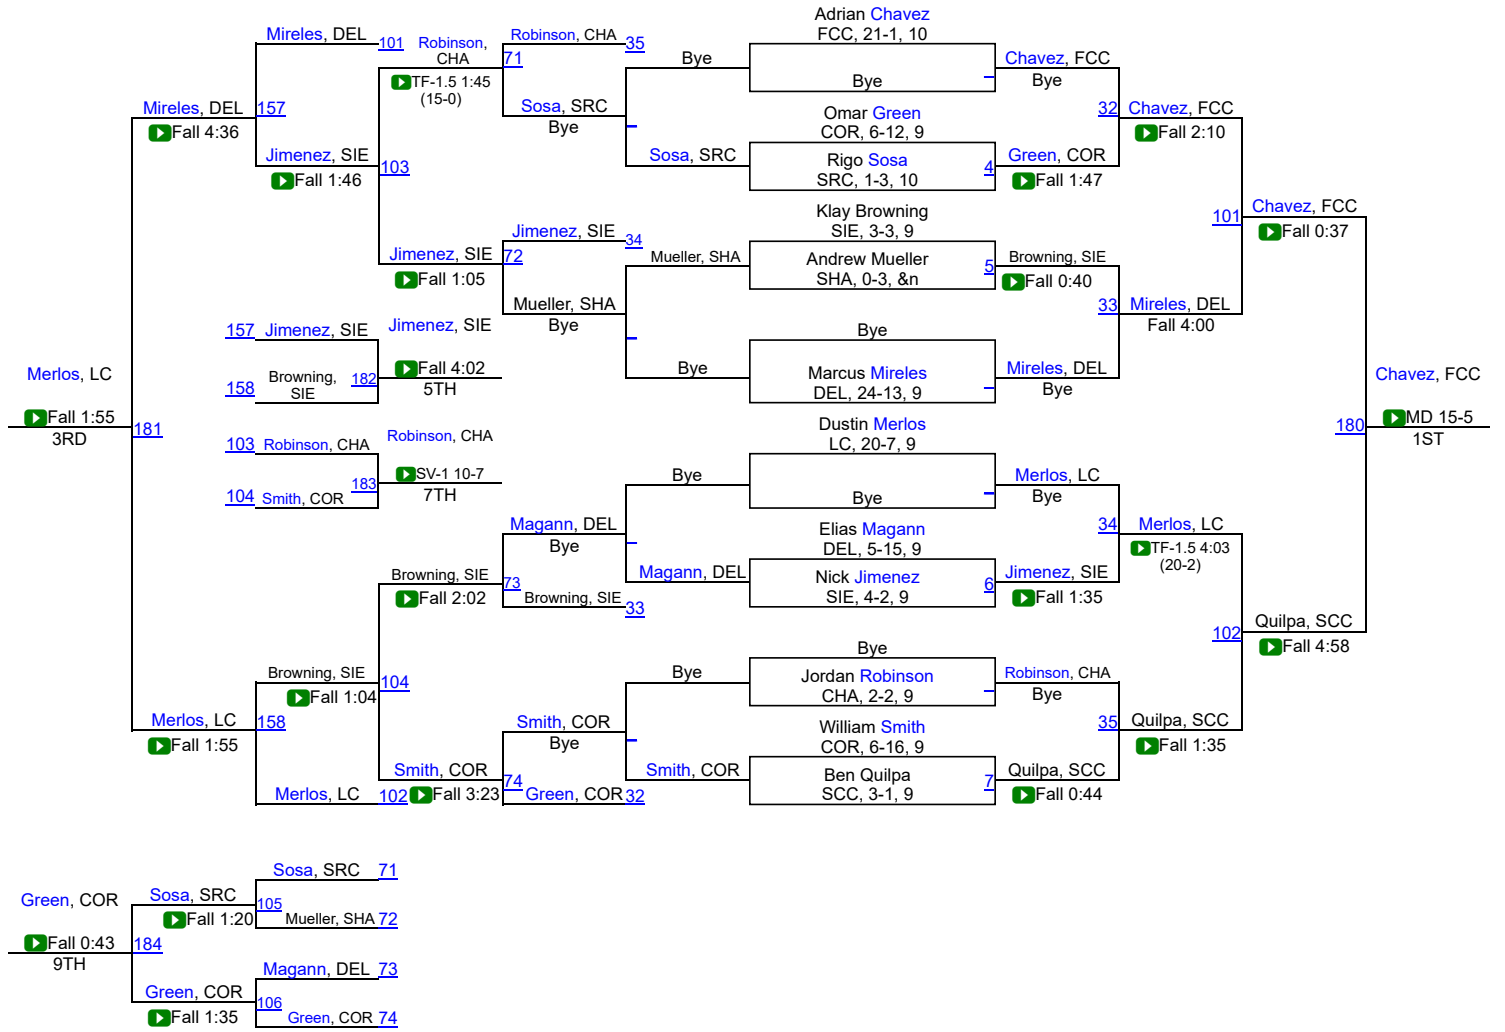 Adrian Chavez
FCC, 21-1, 10
Mireles, DEL
101
Robinson,
CHA
Robinson, CHA
35
71
TF-1.5 1:45
(15-0)
Bye
Bye
Chavez, FCC
Bye
Mireles, DEL
157
Fall 4:36
Sosa, SRC
Bye
Omar Green
COR, 6-12, 9
32
Chavez, FCC
Fall 2:10
Jimenez, SIE
Fall 1:46
103
Sosa, SRC
Rigo Sosa
SRC, 1-3, 10
4
Green, COR
Fall 1:47
Klay Browning
SIE, 3-3, 9
101
Chavez, FCC
Fall 0:37
Jimenez, SIE
34
Jimenez, SIE
72
Fall 1:05
Mueller, SHA
Andrew Mueller
SHA, 0-3, &n
5
Browning, SIE
Fall 0:40
Mueller, SHA
Bye
33
Mireles, DEL
Fall 4:00
157
Jimenez, SIE
Jimenez, SIE
Bye
Merlos, LC
158
Browning,
SIE
182
Fall 4:02
5TH
Bye
Marcus Mireles
DEL, 24-13, 9
Mireles, DEL
Bye
Chavez, FCC
Fall 1:55
3RD
181
180
MD 15-5
1ST
Dustin Merlos
LC, 20-7, 9
103
Robinson, CHA
Robinson, CHA
104
Smith, COR
183
SV-1 10-7
7TH
Bye
Bye
Merlos, LC
Bye
Magann, DEL
Bye
Elias Magann
DEL, 5-15, 9
34
Merlos, LC
TF-1.5 4:03
(20-2)
Browning, SIE
73
Fall 2:02
Browning, SIE
33
Magann, DEL
Nick Jimenez
SIE, 4-2, 9
6
Jimenez, SIE
Fall 1:35
102
Quilpa, SCC
Fall 4:58
Bye
Browning, SIE
Fall 1:04
104
Bye
Jordan Robinson
CHA, 2-2, 9
Robinson, CHA
Bye
Merlos, LC
158
Fall 1:55
Smith, COR
Bye
William Smith
COR, 6-16, 9
35
Quilpa, SCC
Fall 1:35
Smith, COR
74
Smith, COR
Ben Quilpa
SCC, 3-1, 9
7
Quilpa, SCC
Fall 0:44
Merlos, LC
102
Fall 3:23
Green, COR
32
Sosa, SRC
71
Green, COR
Sosa, SRC
105
Fall 1:20
Mueller, SHA
72
Fall 0:43
9TH
184
Magann, DEL
73
Green, COR
106
Fall 1:35
Green, COR
74